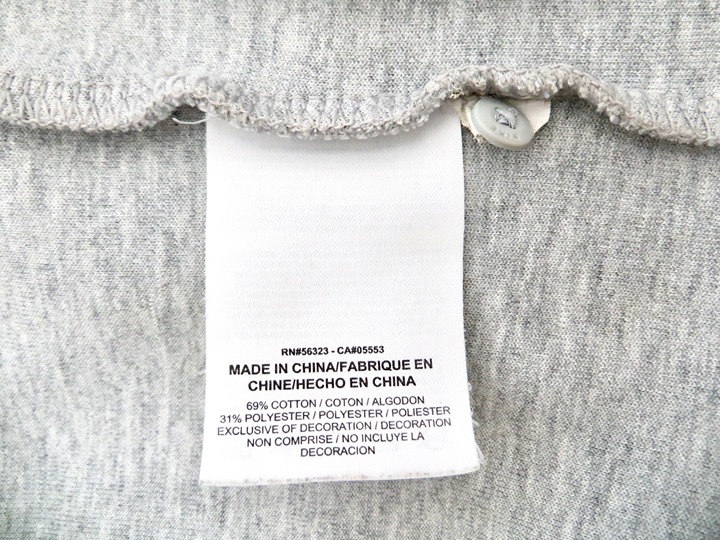 NIKE
RN#56323 - CA#05553
MADE IN CHINA/FABRIQUE EN
CHINE/HECHO EN CHINA
69% COTTON / COTON / ALGODON
31% POLYESTER / POLYESTER / POLIESTER
EXCLUSIVE OF DECORATION / DECORATION
NON COMPRISE / NO INCLUYE LA
DECORACION